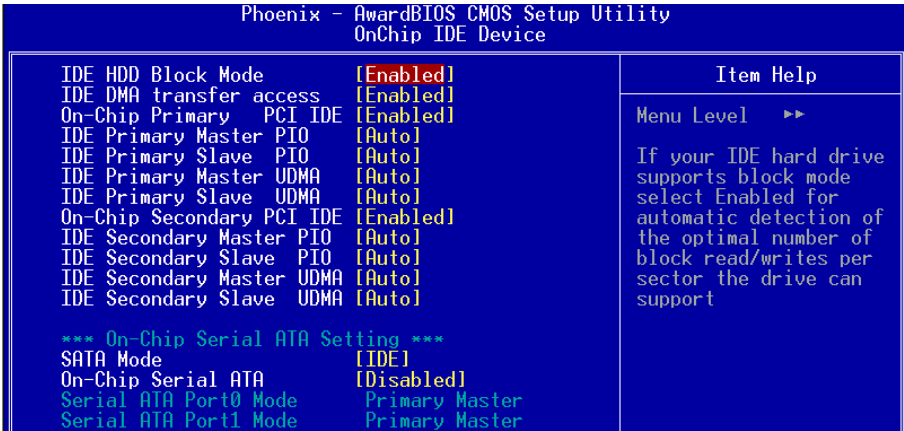 Phoenix - AwardBIOS CMOS Setup Utility
OnChip IDE Device
IDE HDD Block Mode [Enabled]
IDE DMA transfer access [Enabled]
On-Chip Primary PCI IDE [Enabled]
IDE Primary Master PIO [Auto]
IDE Primary Slave PIO [Auto]
IDE Primary Master UDMA [Auto]
IDE Primary Slave UDMA [Auto]
On-Chip Secondary PCI IDE [Enabled]
IDE Secondary Master PIO [Auto]
IDE Secondary Slave PIO [Auto]
IDE Secondary Master UDMA [Auto]
IDE Secondary Slave UDMA [Auto]
*** On-Chip Serial ATA Setting ***
SATA Mode [IDE]
On-Chip Serial ATA [Disabled]
Serial ATA Port0 Mode Primary Master
Serial ATA Port1 Mode Primary Master
Item Help
Menu Level ►►
If your IDE hard drive
supports block mode
select Enabled for
automatic detection of
the optimal number of
block read/writes per
sector the drive can
support